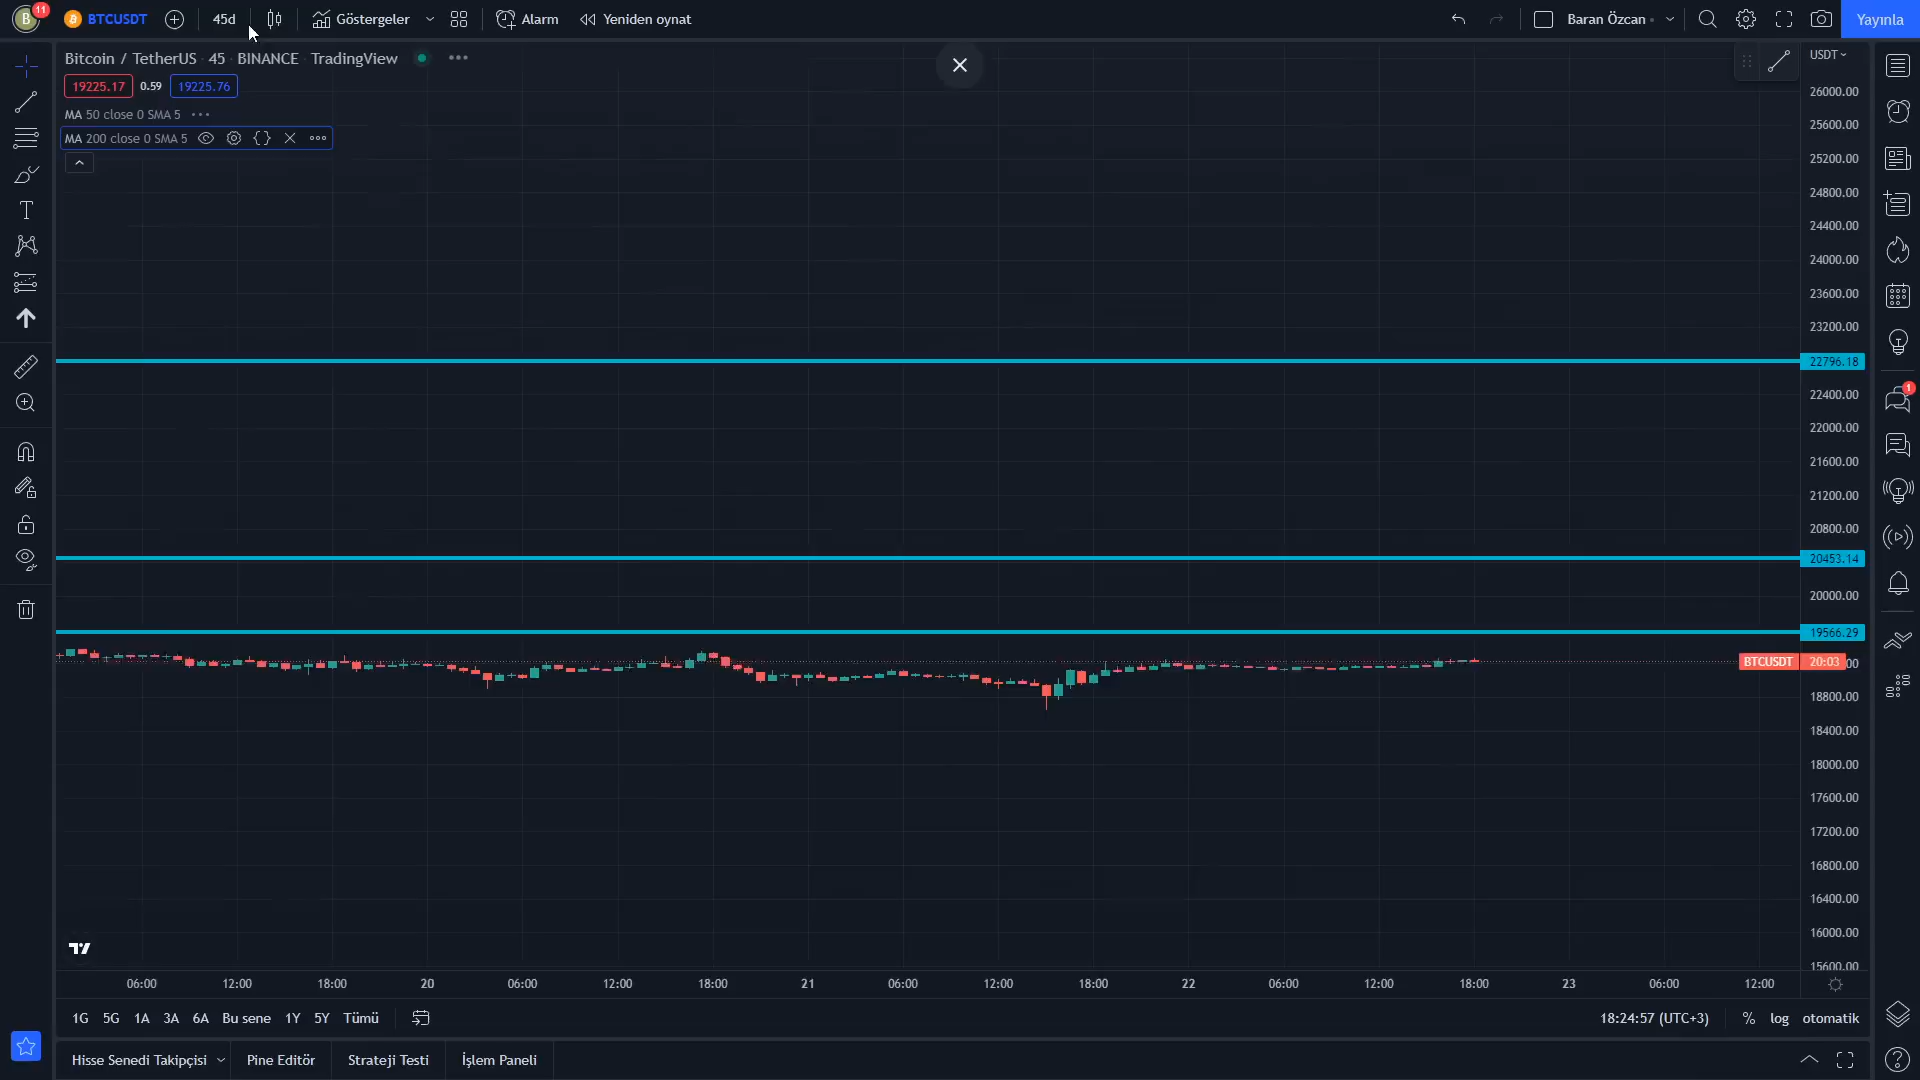 B 11 BTCUSDT 45d Göstergeler Alarm Yeniden oynat Baran Özcan Yayınla
Bitcoin / TetherUS · 45 · BINANCE · TradingView
19225.17 0.59 19225.76
MA 50 close 0 SMA 5
MA 200 close 0 SMA 5
USDT
26000.00
25600.00
25200.00
24800.00
24400.00
24000.00
23600.00
23200.00
22796.18
22400.00
22000.00
21600.00
21200.00
20800.00
20453.14
20000.00
19566.29
BTCUSDT 20:03
18800.00
18400.00
18000.00
17600.00
17200.00
16800.00
16400.00
16000.00
15600.00
1
06:00 12:00 18:00 20 06:00 12:00 18:00 21 06:00 12:00 18:00 22 06:00 12:00 18:00 23 06:00 12:00
1G 5G 1A 3A 6A Bu sene 1Y 5Y Tümü 18:24:57 (UTC+3) % log otomatik
Hisse Senedi Takipçisi Pine Editör Strateji Testi İşlem Paneli